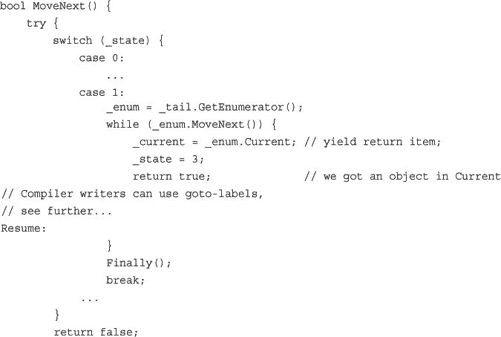 bool MoveNext() {
    try {
        switch (_state) {
            case 0:
                ...
            case 1:
                _enum = _tail.GetEnumerator();
                while (_enum.MoveNext()) {
                    _current = _enum.Current; // yield return item;
                    _state = 3;
                    return true;              // we got an object in Current
// Compiler writers can use goto-labels,
// see further...
Resume:
                }
                Finally();
                break;
            ...
        }
        return false;